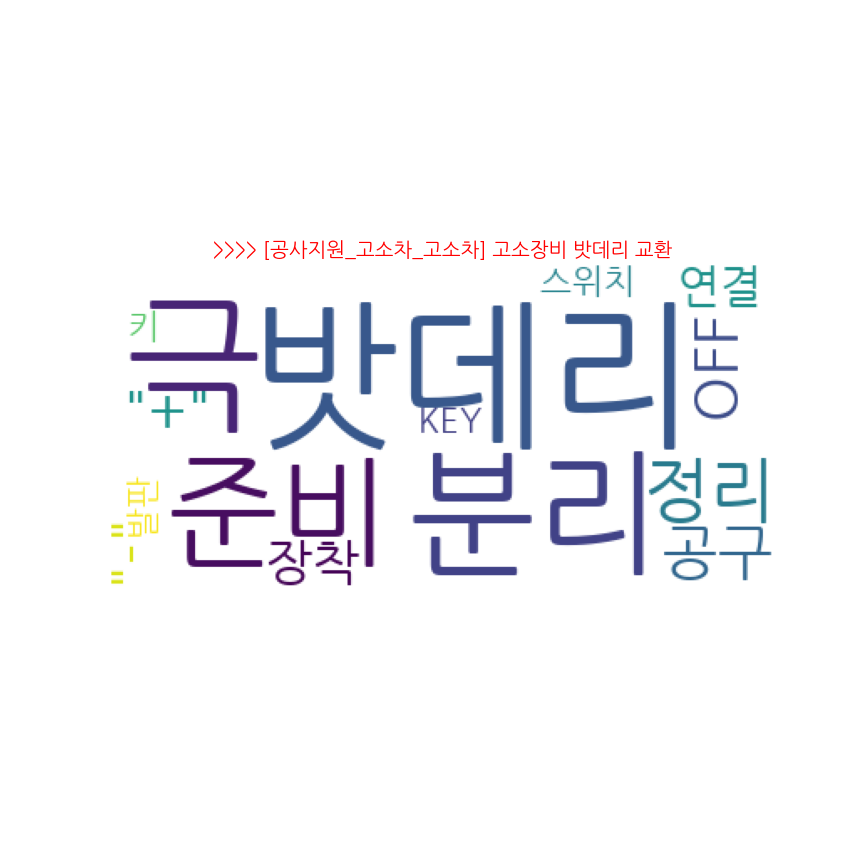 >>>> [공사지원_고소차_고소차] 고소장비 밧데리 교환
스위치
연결
키
극
밧데리
OFF
"+"
KEY
준비
분리
정리
발판
"-"
장착
공구